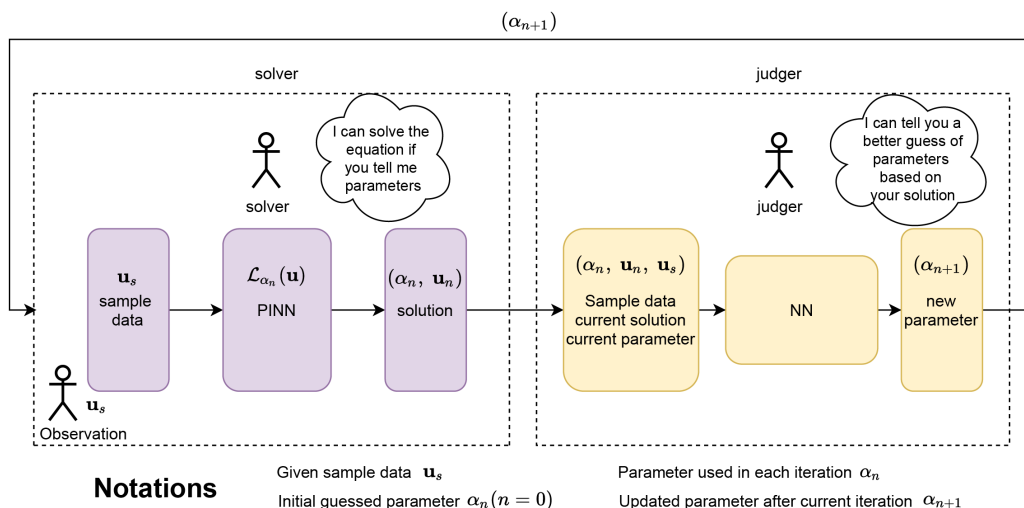 (α_{n+1})
solver
judger
I can solve the
equation if
you tell me
parameters
I can tell you a
better guess of
parameters
based on
your solution
solver
judger
u_s
sample
data
𝓛_{α_n}(u)
PINN
(α_n, u_n)
solution
(α_n, u_n, u_s)
Sample data
current solution
current parameter
NN
(α_{n+1})
new
parameter
u_s
Observation
Notations
Given sample data u_s
Parameter used in each iteration α_n
Initial guessed parameter α_n(n = 0)
Updated parameter after current iteration α_{n+1}